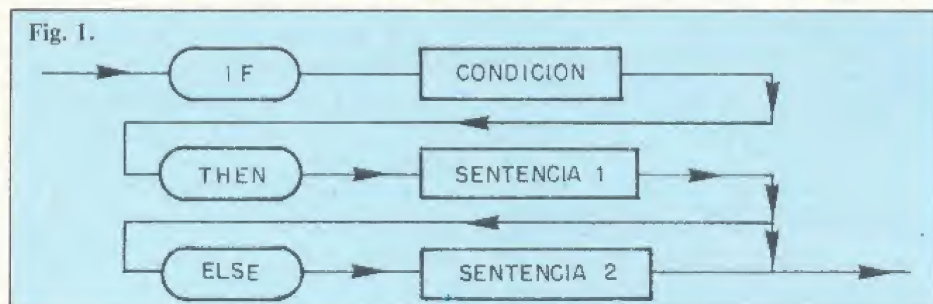 Fig. 1.
IF CONDICION
THEN SENTENCIA 1
ELSE SENTENCIA 2